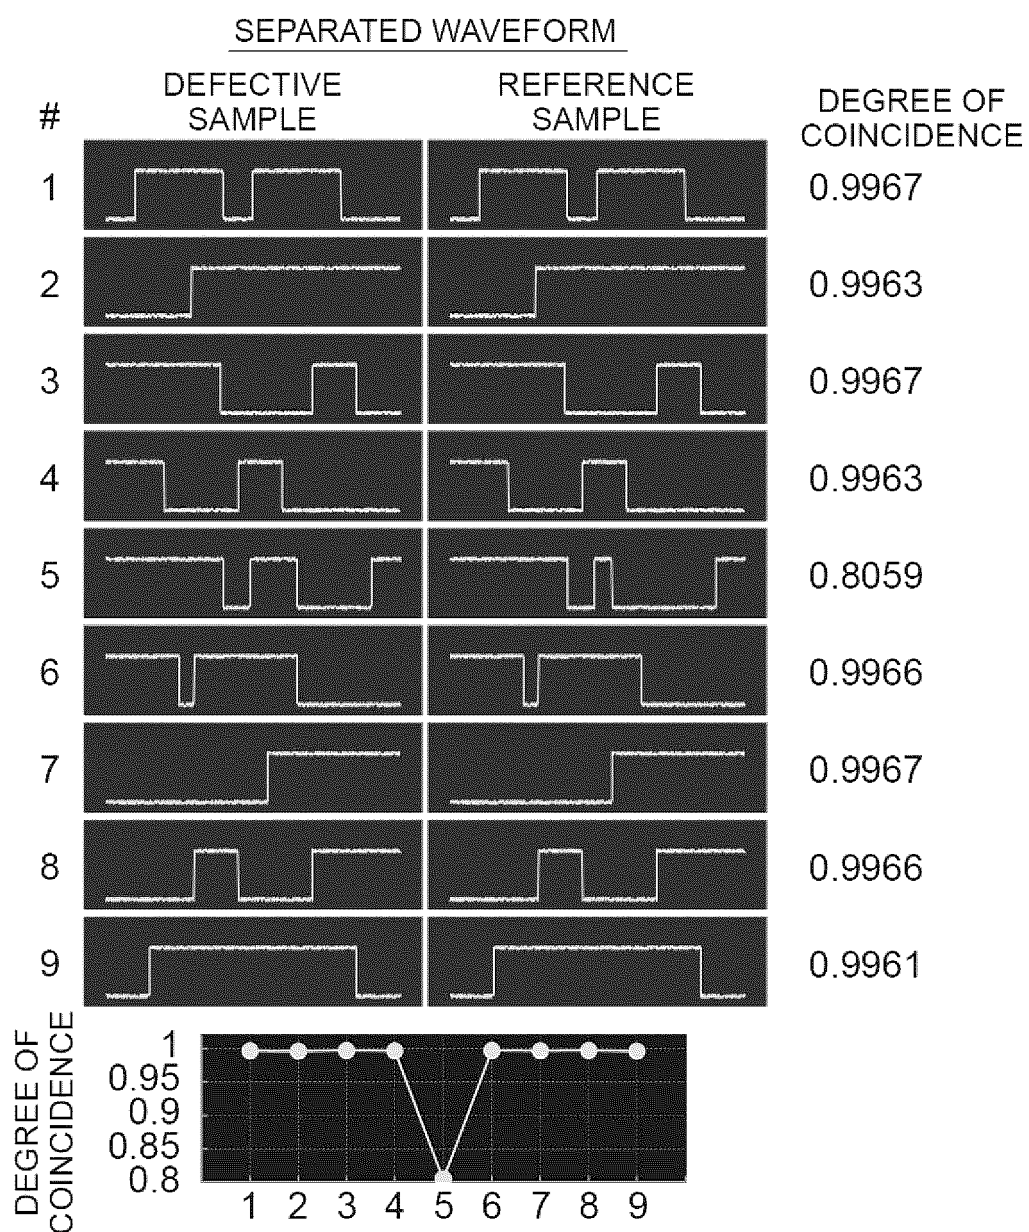 SEPARATED WAVEFORM
#
DEFECTIVE
SAMPLE
REFERENCE
SAMPLE
DEGREE OF
COINCIDENCE
1 0.9967
2 0.9963
3 0.9967
4 0.9963
5 0.8059
6 0.9966
7 0.9967
8 0.9966
9 0.9961
DEGREE OF
COINCIDENCE
1
0.95
0.9
0.85
0.8
1 2 3 4 5 6 7 8 9